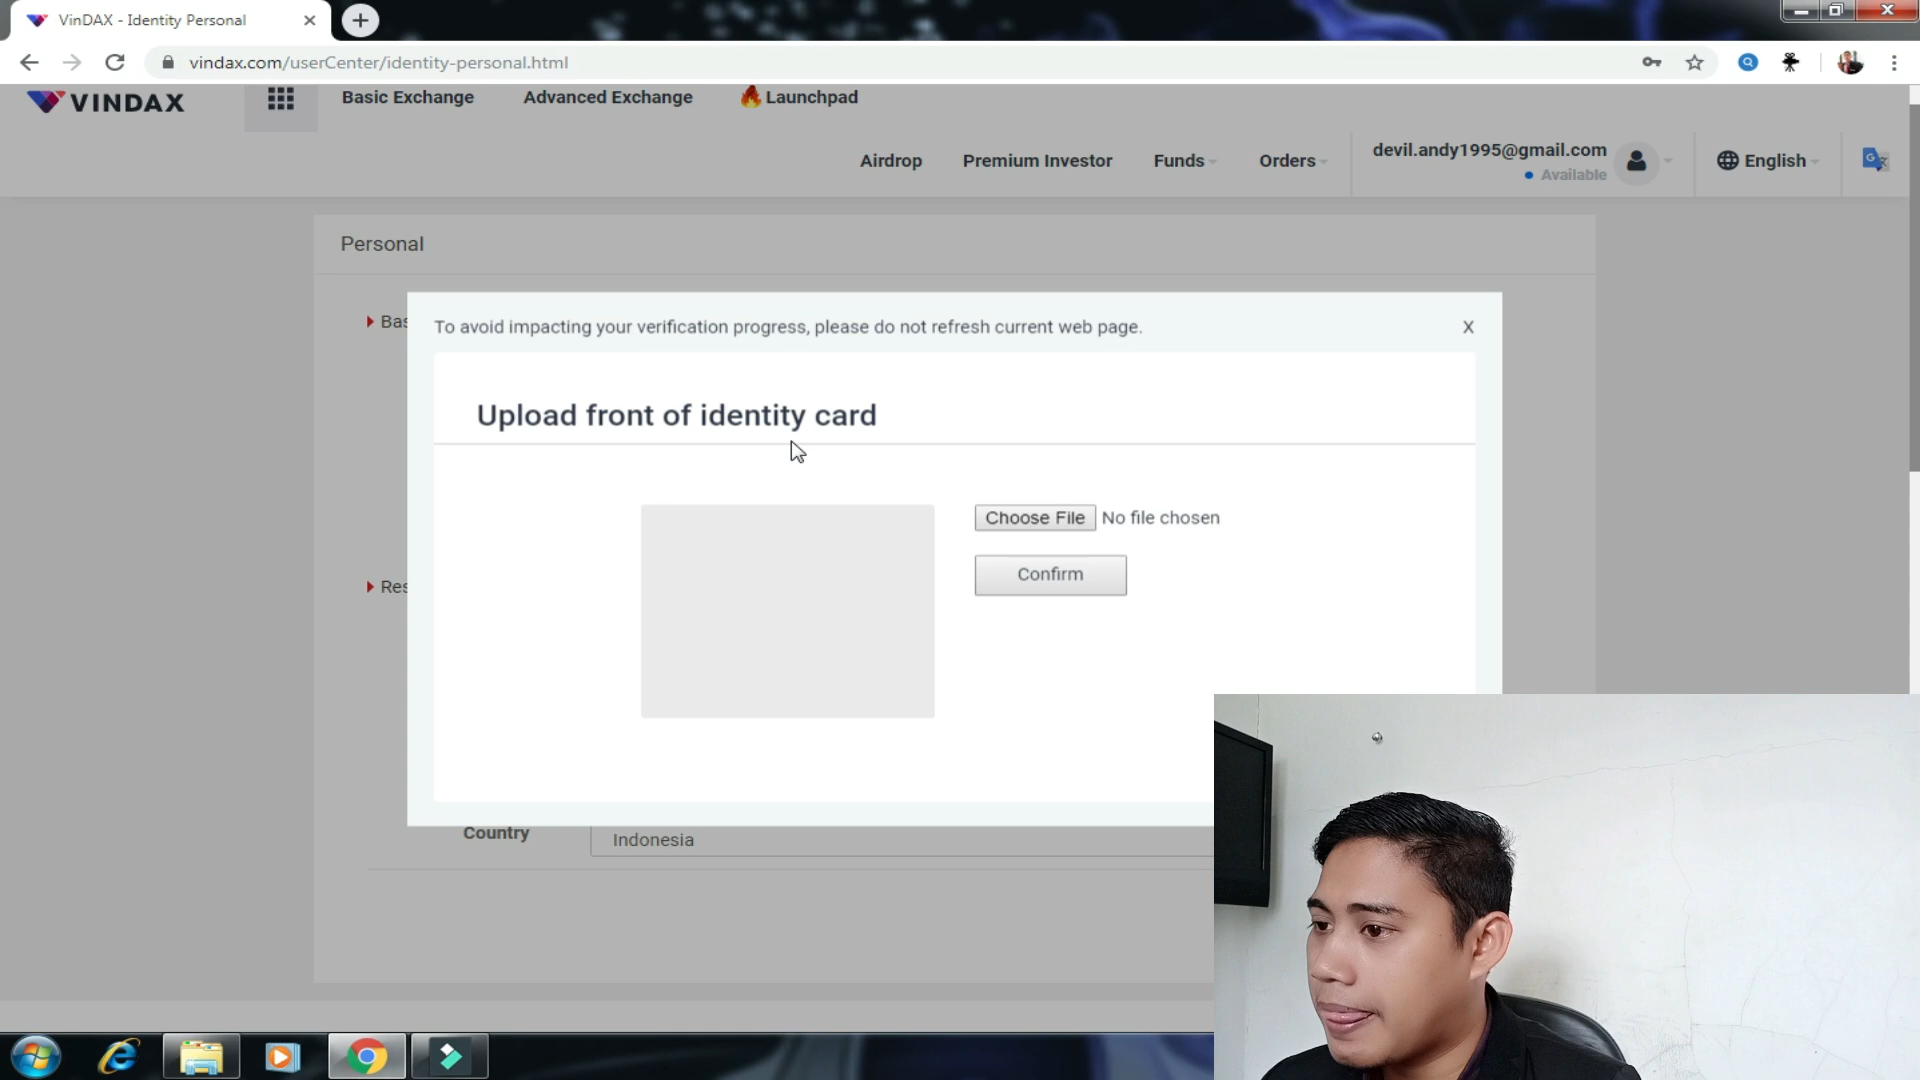 VinDAX - Identity Personal
vindax.com/userCenter/identity-personal.html
VINDAX
Basic Exchange
Advanced Exchange
Launchpad
Airdrop
Premium Investor
Funds
Orders
devil.andy1995@gmail.com
Available
English
Personal
To avoid impacting your verification progress, please do not refresh current web page.
X
Bas
Upload front of identity card
Choose File No file chosen
Confirm
Res
Country
Indonesia